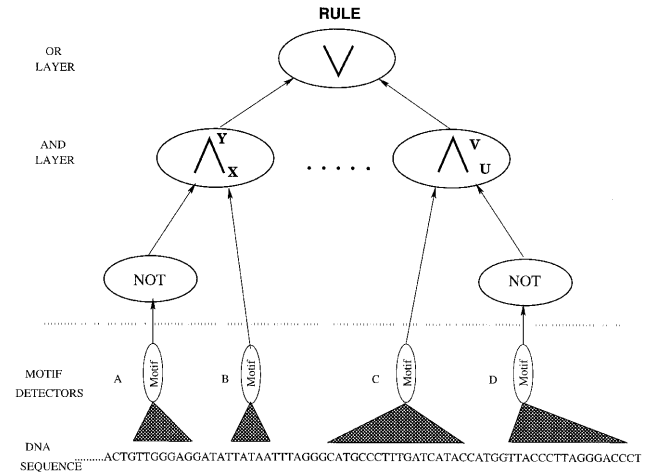 RULE
OR
LAYER
V
AND
LAYER
Λ Y X
. . . . .
Λ V U
NOT
NOT
MOTIF
DETECTORS
A Motif
B Motif
C Motif
D Motif
DNA
SEQUENCE
..........ACTGTTGGGAGGATATTATAATTTAGGGCATGCCCTTTGATCATACCATGGTTACCCTTAGGGACCCT